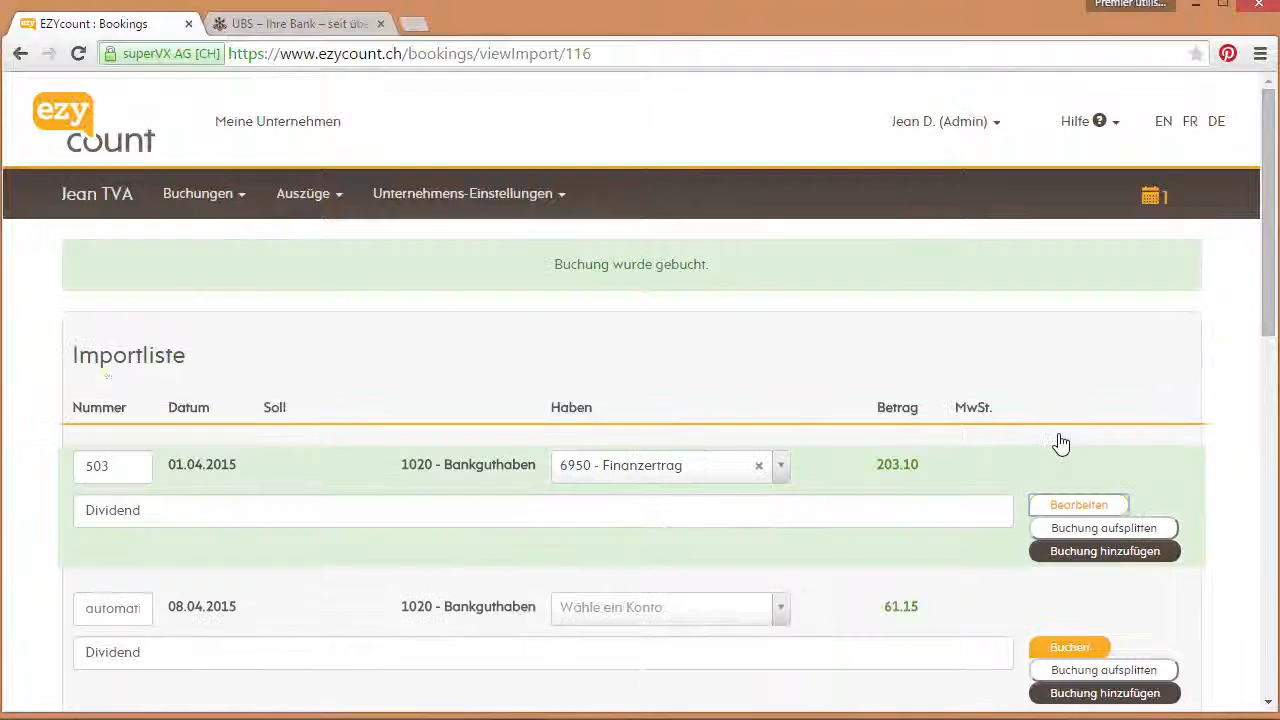 Premier utilis...
EZYcount : Bookings
UBS – Ihre Bank – seit übe
superVX AG [CH] https://www.ezycount.ch/bookings/viewImport/116
ezy
count
Meine Unternehmen
Jean D. (Admin)
Hilfe ?
EN FR DE
Jean TVA
Buchungen
Auszüge
Unternehmens-Einstellungen
1
Buchung wurde gebucht.
Importliste
Nummer Datum Soll Haben Betrag MwSt.
503 01.04.2015 1020 - Bankguthaben 6950 - Finanzertrag 203.10
Dividend
Bearbeiten
Buchung aufsplitten
Buchung hinzufügen
automati 08.04.2015 1020 - Bankguthaben Wähle ein Konto 61.15
Dividend
Buchen
Buchung aufsplitten
Buchung hinzufügen